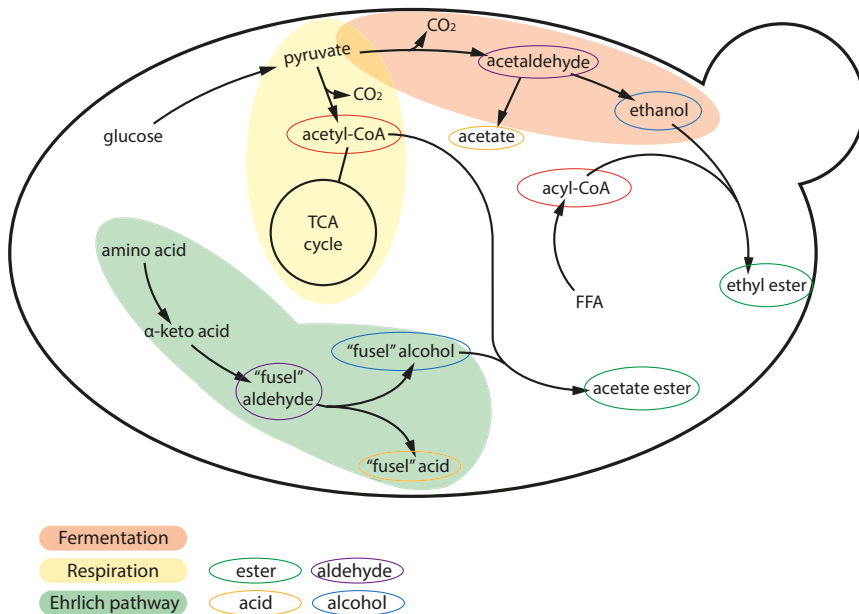 CO₂
pyruvate
acetaldehyde
CO₂
ethanol
glucose
acetyl-CoA
acetate
acyl-CoA
TCA
cycle
amino acid
ethyl ester
FFA
α-keto acid
"fusel" alcohol
"fusel"
aldehyde
acetate ester
"fusel" acid
Fermentation
Respiration
ester
aldehyde
Ehrlich pathway
acid
alcohol